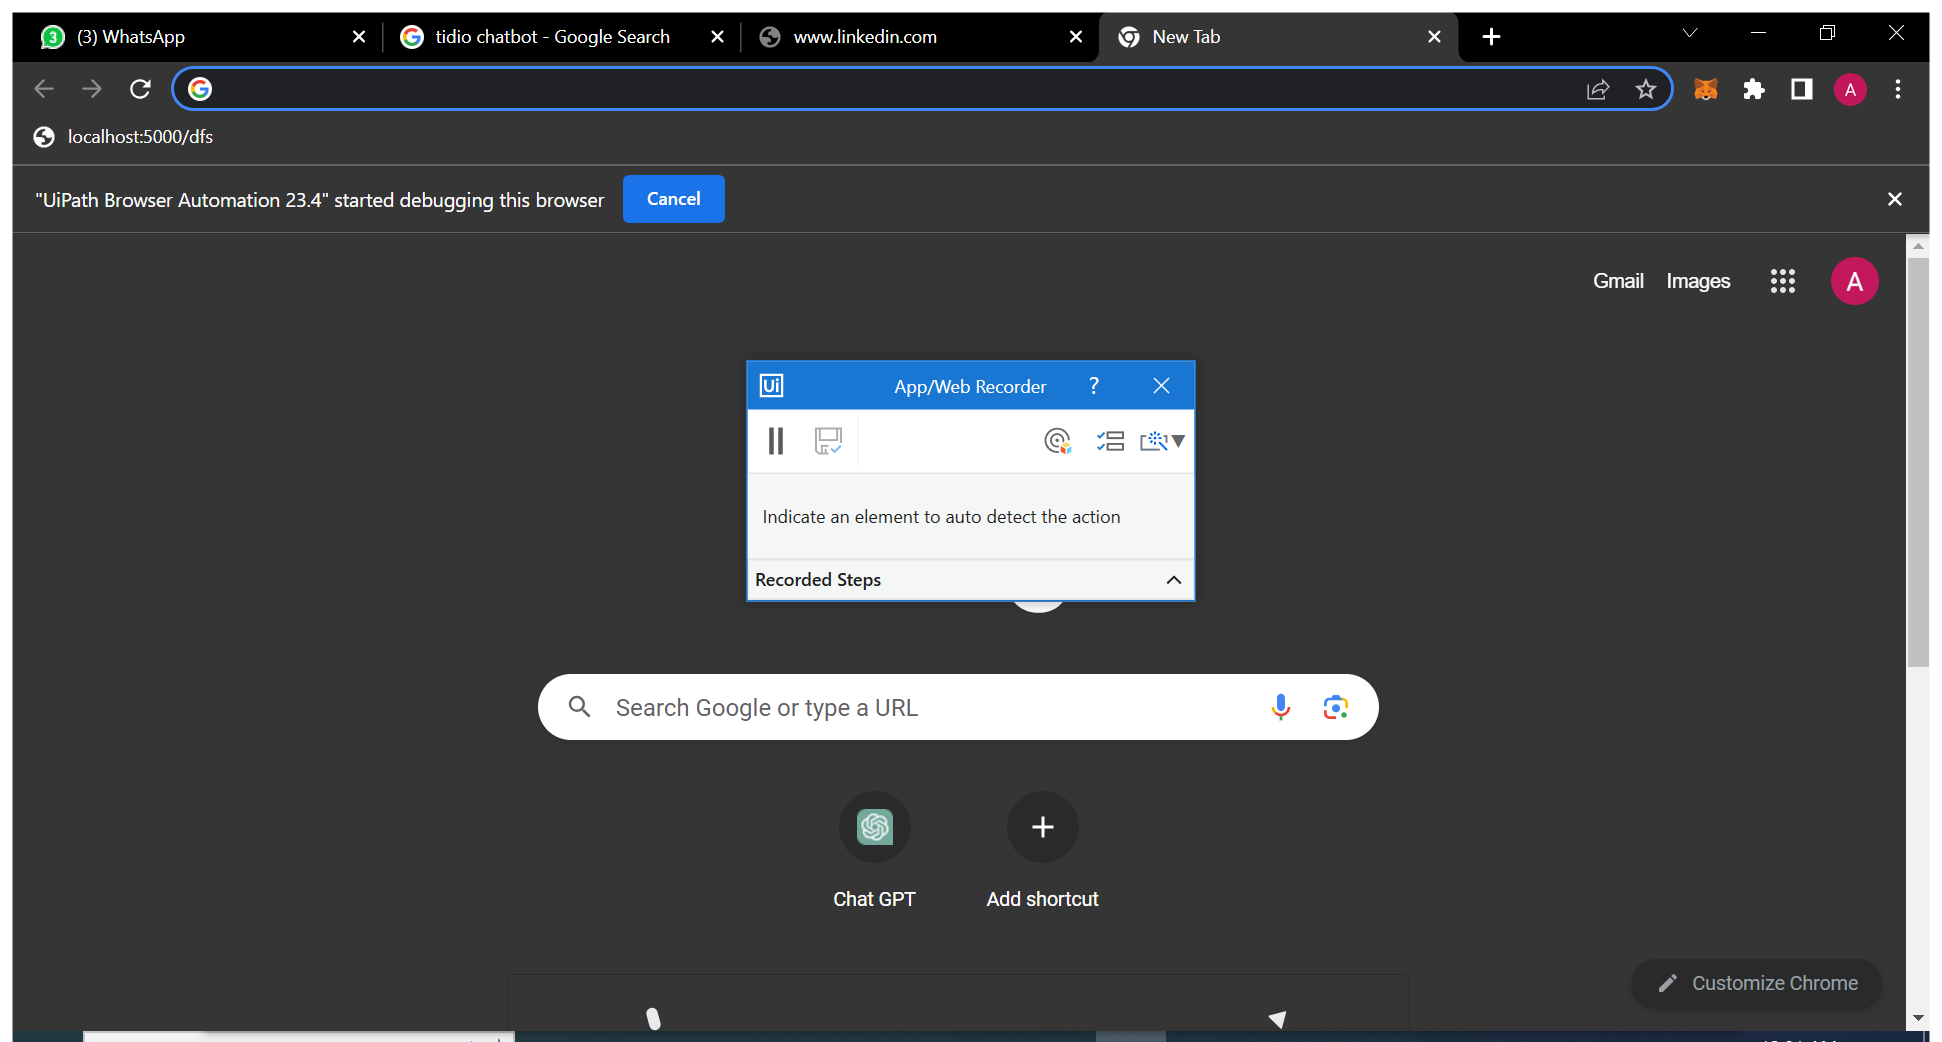 (3) WhatsApp
tidio chatbot - Google Search
www.linkedin.com
New Tab
A
localhost:5000/dfs
"UiPath Browser Automation 23.4" started debugging this browser
Cancel
Gmail
Images
A
Ui
App/Web Recorder
?
Indicate an element to auto detect the action
Recorded Steps
Search Google or type a URL
Chat GPT
Add shortcut
Customize Chrome